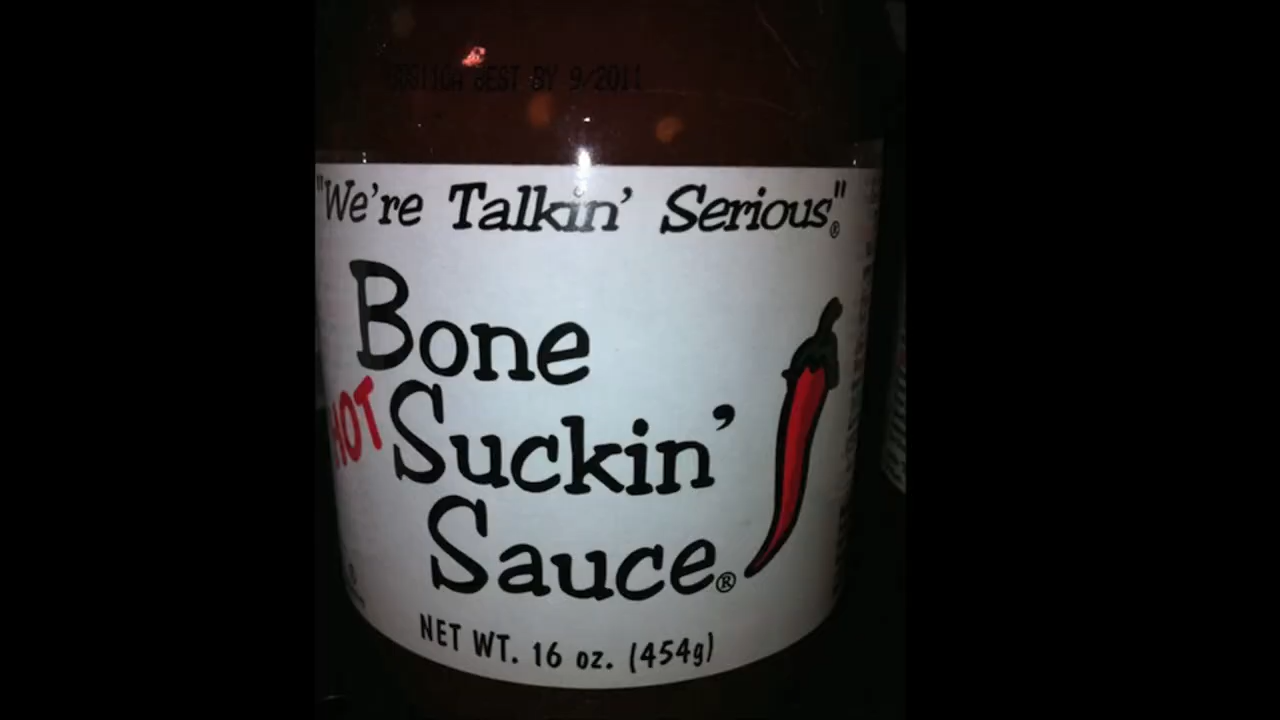 BEST BY 9/2011
"We're Talkin' Serious."®
Bone
HOT Suckin'
Sauce®
NET WT. 16 oz. (454g)